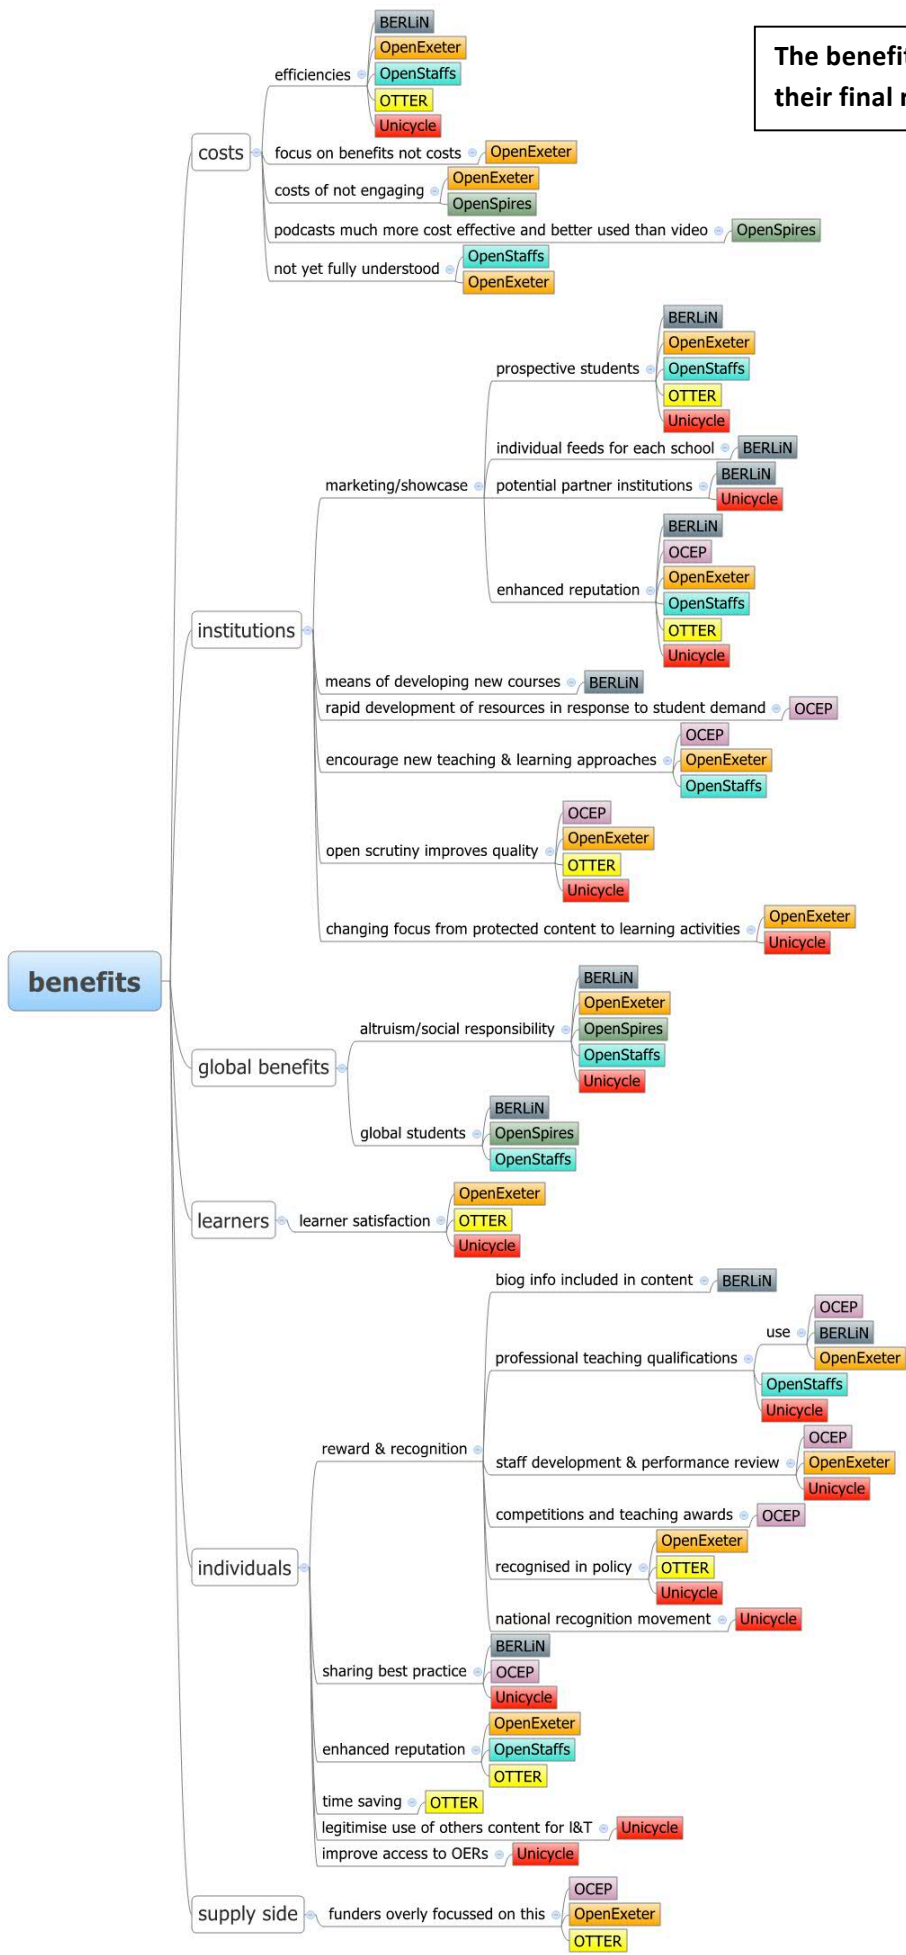 The benefit
their final r
benefits
costs
efficiencies
BERLiN
OpenExeter
OpenStaffs
OTTER
Unicycle
focus on benefits not costs
OpenExeter
costs of not engaging
OpenExeter
OpenSpires
podcasts much more cost effective and better used than video
OpenSpires
not yet fully understood
OpenStaffs
OpenExeter
institutions
marketing/showcase
prospective students
BERLiN
OpenExeter
OpenStaffs
OTTER
Unicycle
individual feeds for each school
BERLiN
potential partner institutions
BERLiN
Unicycle
enhanced reputation
BERLiN
OCEP
OpenExeter
OpenStaffs
OTTER
Unicycle
means of developing new courses
BERLiN
rapid development of resources in response to student demand
OCEP
encourage new teaching & learning approaches
OCEP
OpenExeter
OpenStaffs
open scrutiny improves quality
OCEP
OpenExeter
OTTER
Unicycle
changing focus from protected content to learning activities
OpenExeter
Unicycle
global benefits
altruism/social responsibility
BERLiN
OpenExeter
OpenSpires
OpenStaffs
Unicycle
global students
BERLiN
OpenSpires
OpenStaffs
learners
learner satisfaction
OpenExeter
OTTER
Unicycle
individuals
reward & recognition
biog info included in content
BERLiN
professional teaching qualifications
use
OCEP
BERLiN
OpenExeter
OpenStaffs
Unicycle
staff development & performance review
OCEP
OpenExeter
Unicycle
competitions and teaching awards
OCEP
recognised in policy
OpenExeter
OTTER
Unicycle
national recognition movement
Unicycle
sharing best practice
BERLiN
OCEP
Unicycle
enhanced reputation
OpenExeter
OpenStaffs
OTTER
time saving
OTTER
legitimise use of others content for l&T
Unicycle
improve access to OERs
Unicycle
supply side
funders overly focussed on this
OCEP
OpenExeter
OTTER